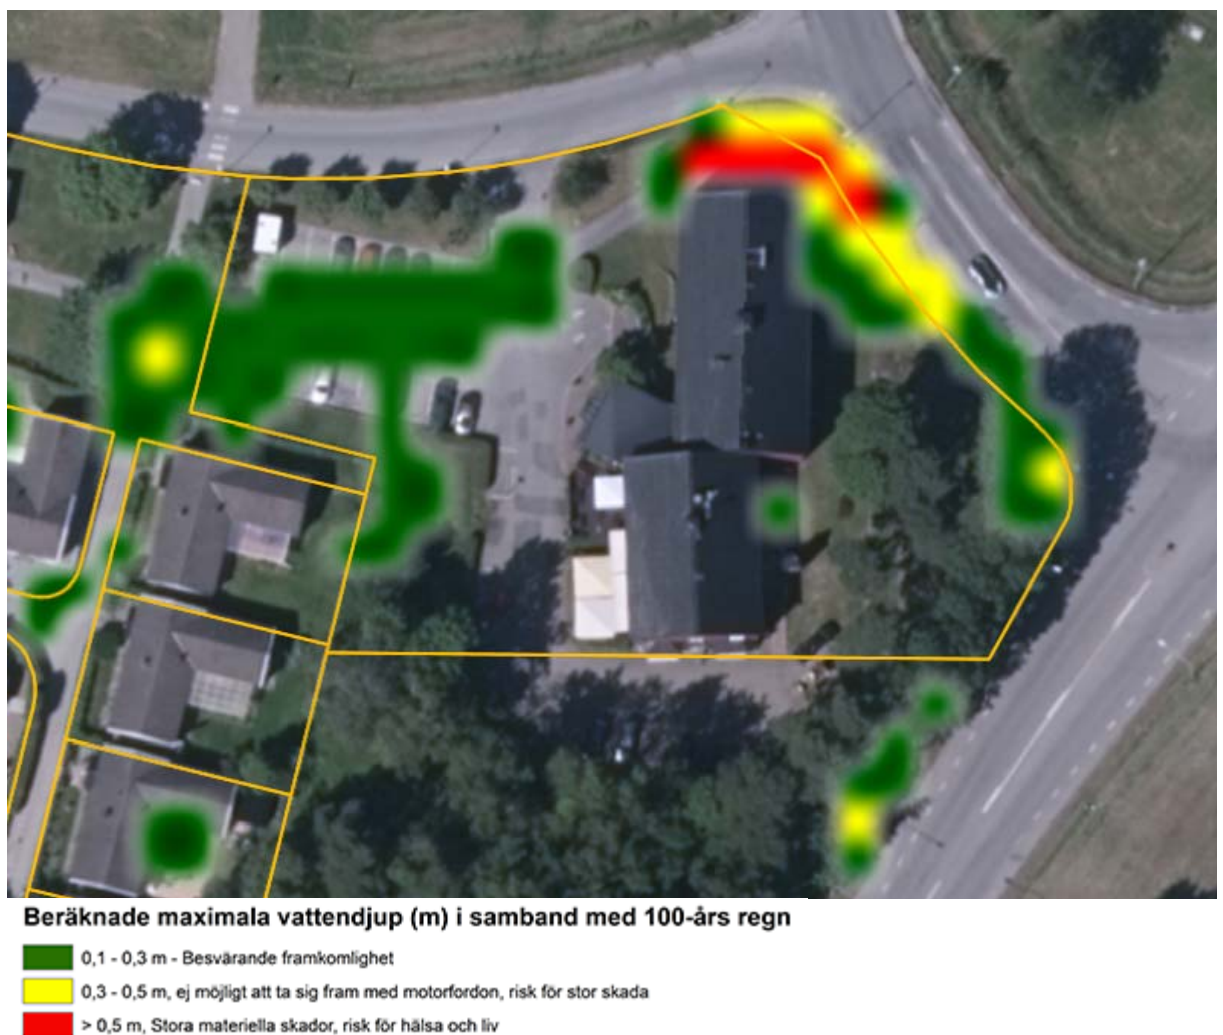 Beräknade maximala vattendjup (m) i samband med 100-års regn
0,1 - 0,3 m - Besvärande framkomlighet
0,3 - 0,5 m, ej möjligt att ta sig fram med motorfordon, risk för stor skada
> 0,5 m, Stora materiella skador, risk för hälsa och liv